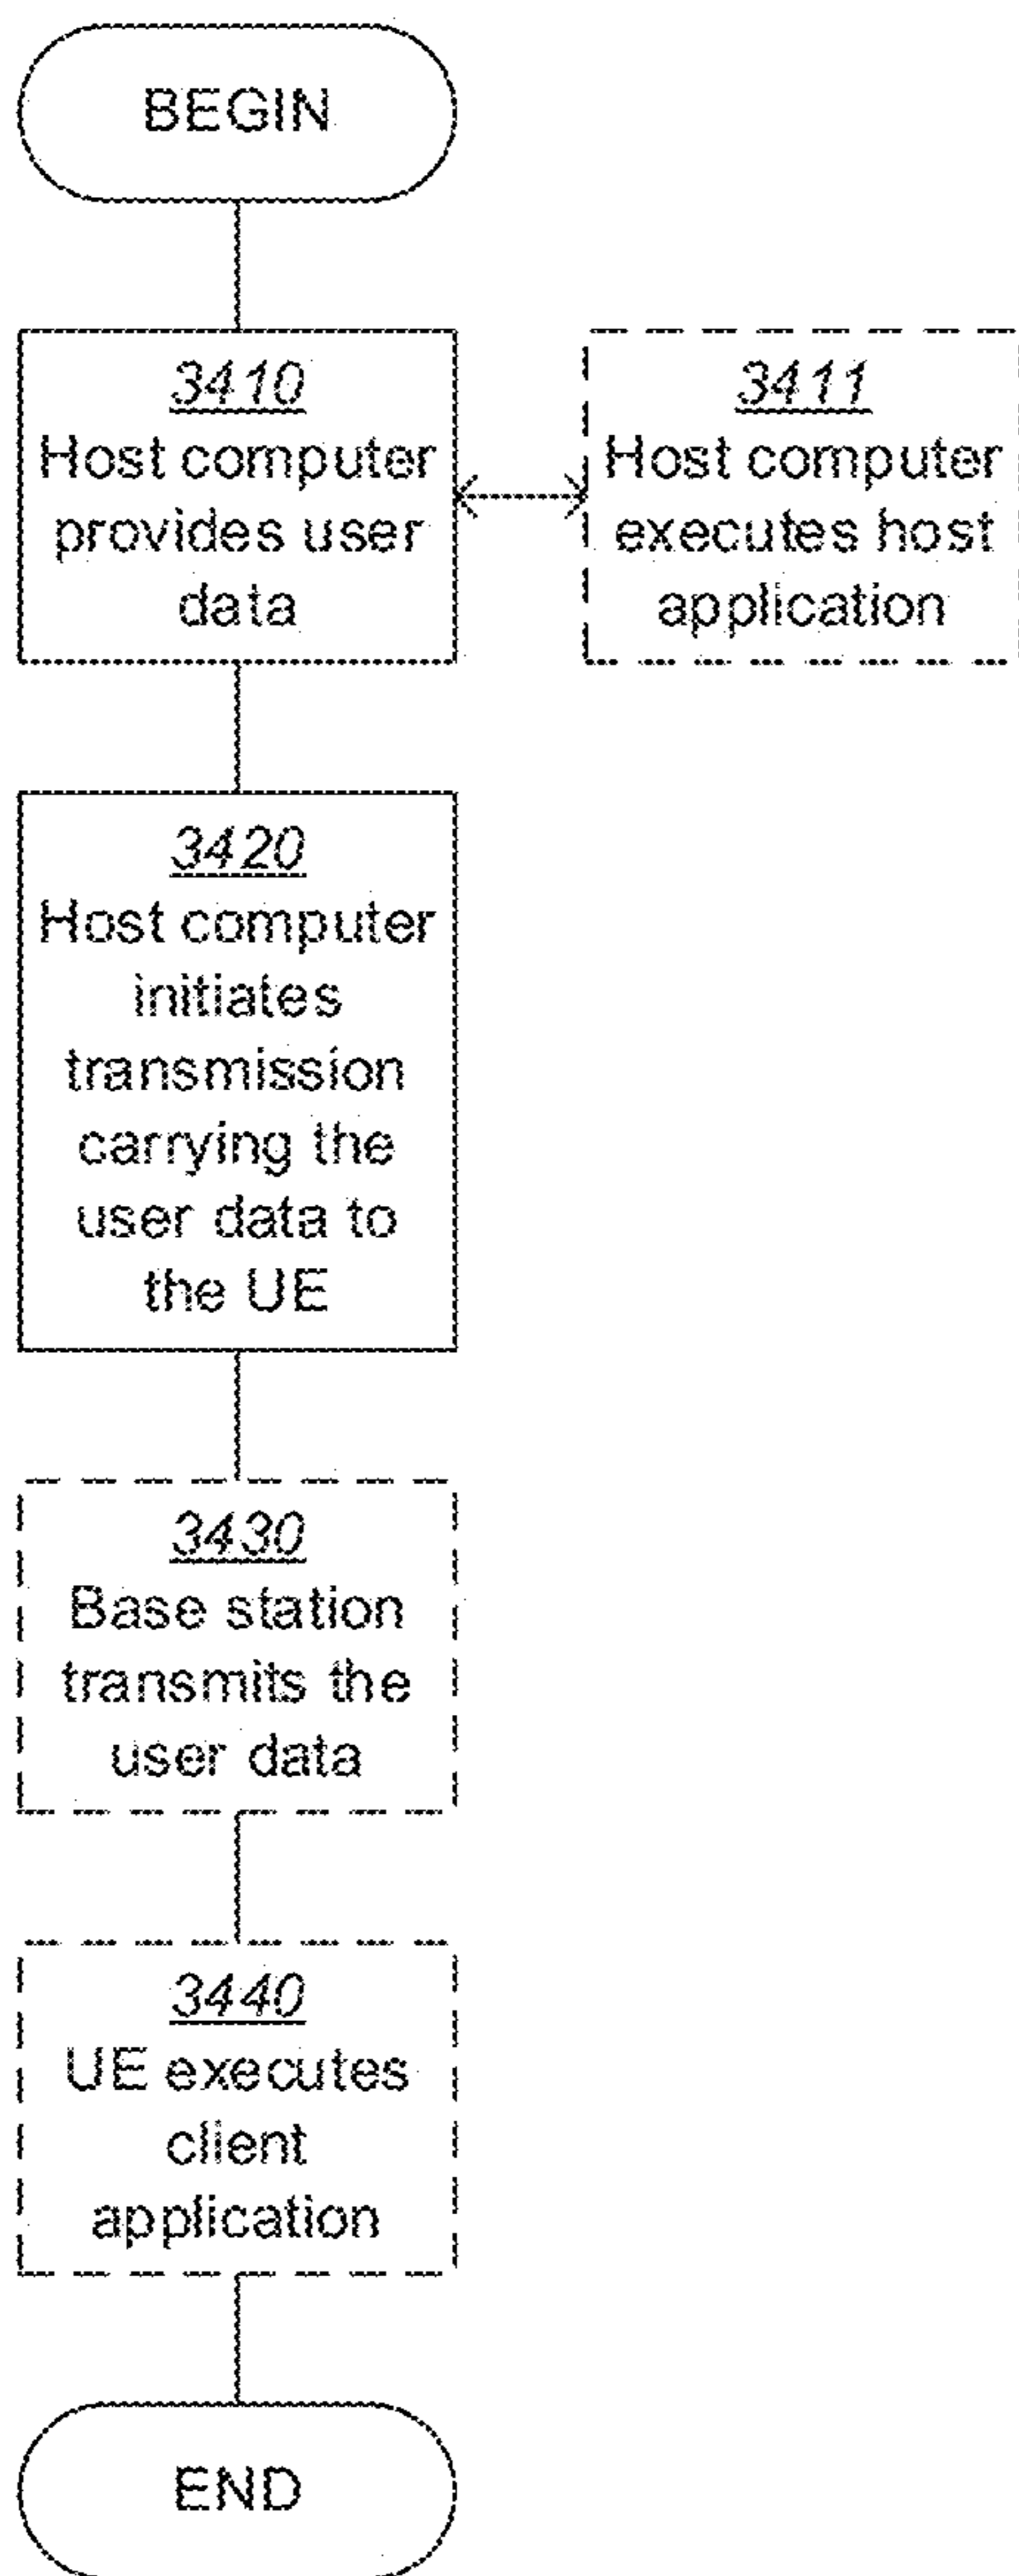 BEGIN
3410
Host computer
provides user
data
3411
Host computer
executes host
application
3420
Host computer
initiates
transmission
carrying the
user data to
the UE
3430
Base station
transmits the
user data
3440
UE executes
client
application
END